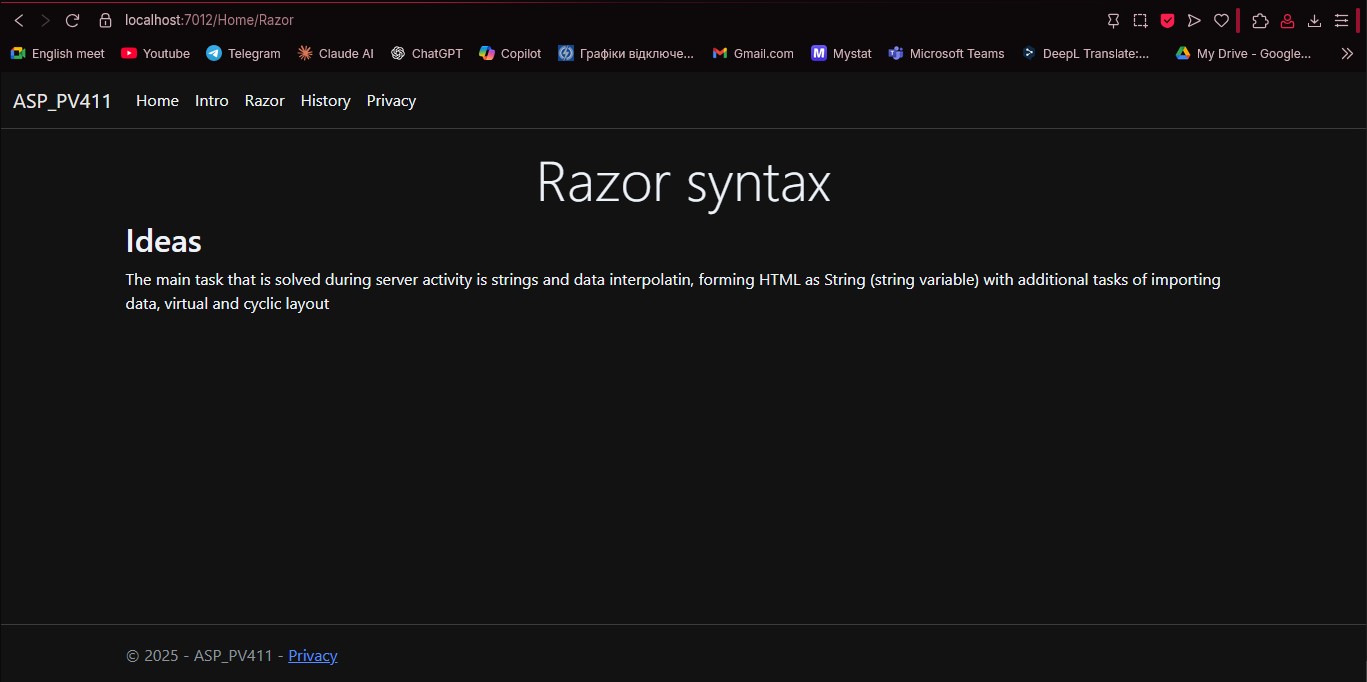 localhost:7012/Home/Razor
English meet Youtube Telegram Claude AI ChatGPT Copilot Графіки відключе... Gmail.com Mystat Microsoft Teams DeepL Translate:... My Drive - Google...
ASP_PV411 Home Intro Razor History Privacy
Razor syntax
Ideas
The main task that is solved during server activity is strings and data interpolatin, forming HTML as String (string variable) with additional tasks of importing
data, virtual and cyclic layout
© 2025 - ASP_PV411 - Privacy